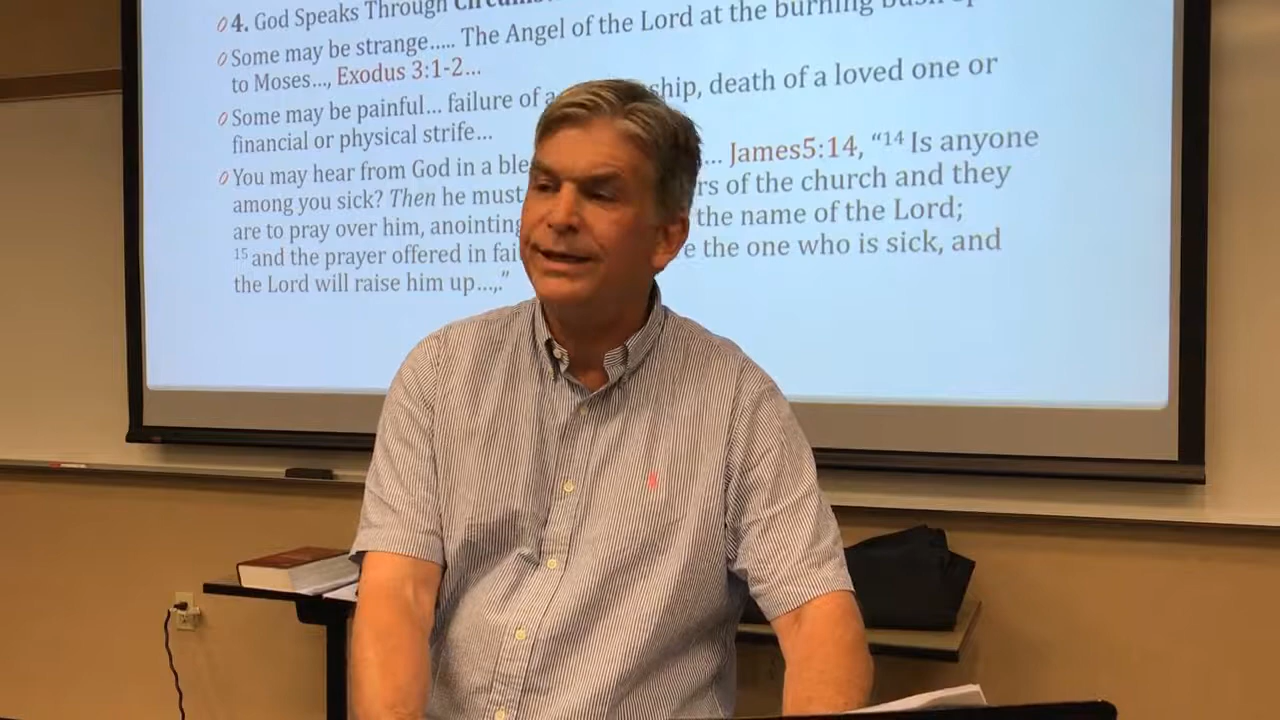 4. God Speaks Through
Some may be strange….. The Angel of the Lord at the burning bush
to Moses…, Exodus 3:1-2…
Some may be painful… failure of a ship, death of a loved one or
financial or physical strife…
You may hear from God in a … James5:14, “14 Is anyone
among you sick? Then he must of the church and they
are to pray over him, anointing the name of the Lord;
15 and the prayer offered in the one who is sick, and
the Lord will raise him up…,.”